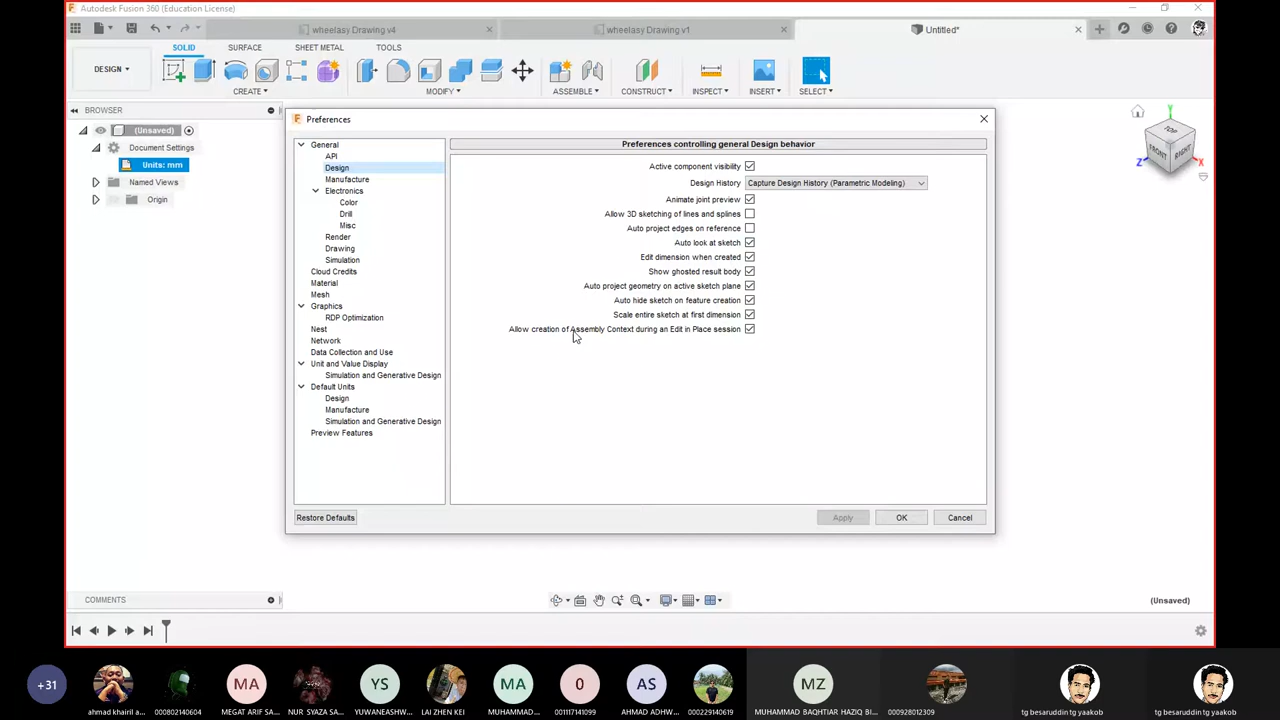 Autodesk Fusion 360 (Education License)
wheelasy Drawing v4
wheelasy Drawing v1
Untitled*
DESIGN
SOLID
SURFACE
SHEET METAL
TOOLS
CREATE
MODIFY
ASSEMBLE
CONSTRUCT
INSPECT
INSERT
SELECT
BROWSER
(Unsaved)
Document Settings
Units: mm
Named Views
Origin
TOP
FRONT
RIGHT
Y
Z
X
Preferences
General
API
Design
Manufacture
Electronics
Color
Drill
Misc
Render
Drawing
Simulation
Cloud Credits
Material
Mesh
Graphics
RDP Optimization
Nest
Network
Data Collection and Use
Unit and Value Display
Simulation and Generative Design
Default Units
Design
Manufacture
Simulation and Generative Design
Preview Features
Preferences controlling general Design behavior
Active component visibility
Design History Capture Design History (Parametric Modeling)
Animate joint preview
Allow 3D sketching of lines and splines
Auto project edges on reference
Auto look at sketch
Edit dimension when created
Show ghosted result body
Auto project geometry on active sketch plane
Auto hide sketch on feature creation
Scale entire sketch at first dimension
Allow creation of Assembly Context during an Edit in Place session
Restore Defaults
Apply
OK
Cancel
COMMENTS
(Unsaved)
+31
ahmad khairil a...
000802140604
MA
MEGAT ARIF SA...
NUR SYAZA SA...
YS
YUWANEASHW...
LAI ZHEN KEI
MA
MUHAMMAD...
0
001117141099
AS
AHMAD ADHW...
000229140619
MZ
MUHAMMAD BAQHTIAR HAZIQ BI...
000928012309
tg besaruddin tg yaakob
tg besaruddin tg yaakob